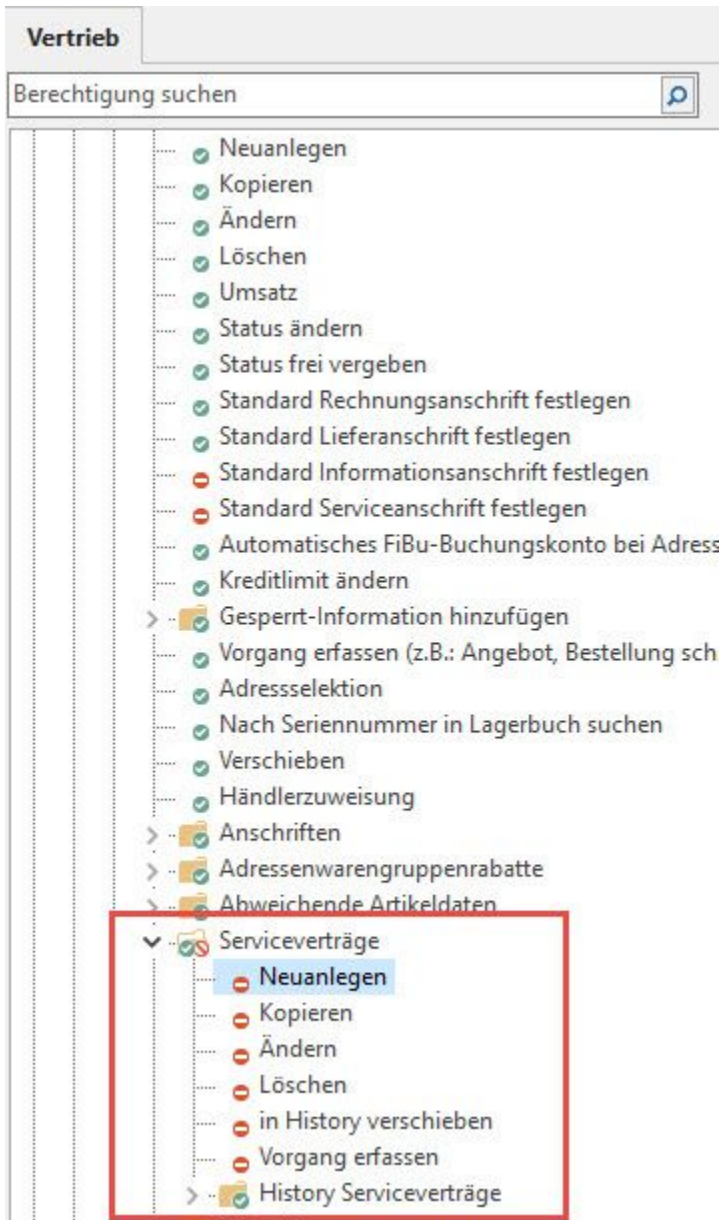 Vertrieb
Berechtigung suchen
Neuanlegen
Kopieren
Ändern
Löschen
Umsatz
Status ändern
Status frei vergeben
Standard Rechnungsanschrift festlegen
Standard Lieferanschrift festlegen
Standard Informationsanschrift festlegen
Standard Serviceanschrift festlegen
Automatisches FiBu-Buchungskonto bei Adress
Kreditlimit ändern
Gesperrt-Information hinzufügen
Vorgang erfassen (z.B.: Angebot, Bestellung sch
Adressselektion
Nach Seriennummer in Lagerbuch suchen
Verschieben
Händlerzuweisung
Anschriften
Adressenwarengruppenrabatte
Abweichende Artikeldaten
Serviceverträge
Neuanlegen
Kopieren
Ändern
Löschen
in History verschieben
Vorgang erfassen
History Serviceverträge